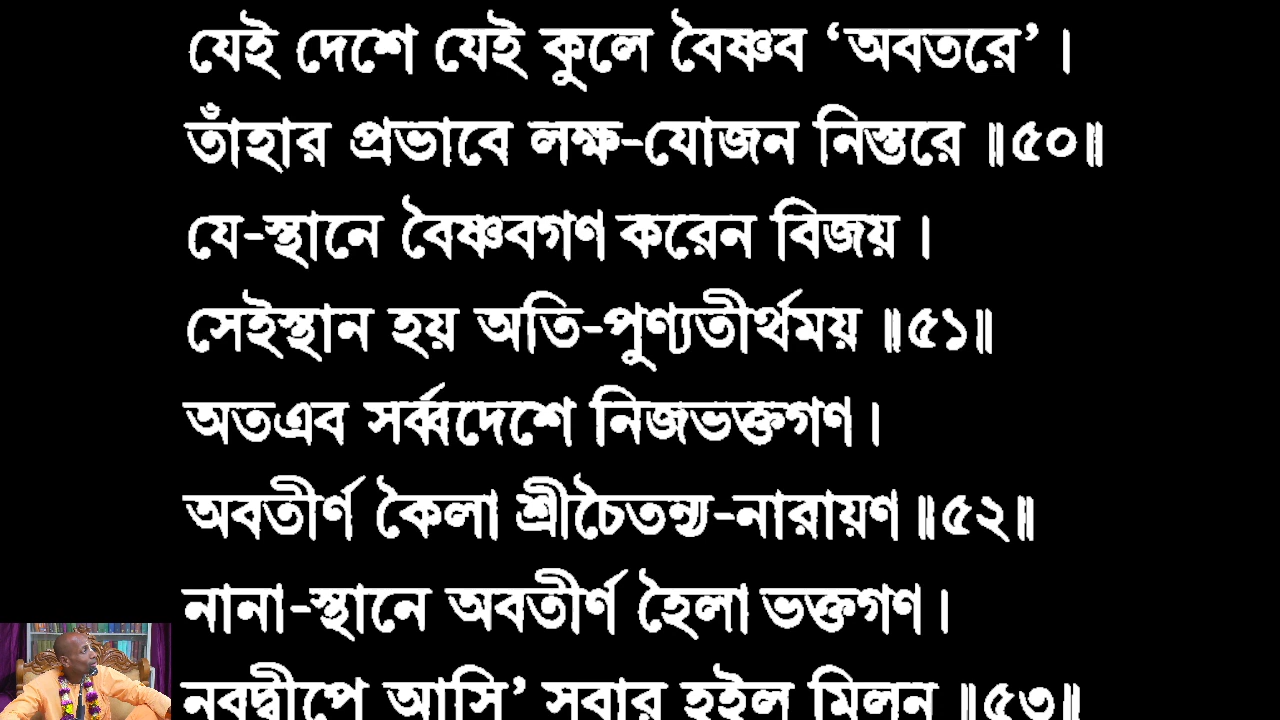 যেই দেশে যেই কুলে বৈষ্ণব ‘অবতরে’ ।
তাঁহার প্রভাবে লক্ষ-যোজন নিস্তরে ॥৫০॥
যে-স্থানে বৈষ্ণবগণ করেন বিজয় ।
সেইস্থান হয় অতি-পুণ্যতীর্থময় ॥৫১॥
অতএব সর্ব্বদেশে নিজভক্তগণ ।
অবতীর্ণ কৈলা শ্রীচৈতন্য-নারায়ণ ॥৫২॥
নানা-স্থানে অবতীর্ণ হৈলা ভক্তগণ ।
নবদ্বীপে আসি’ সবার হইল মিলন ॥৫৩॥